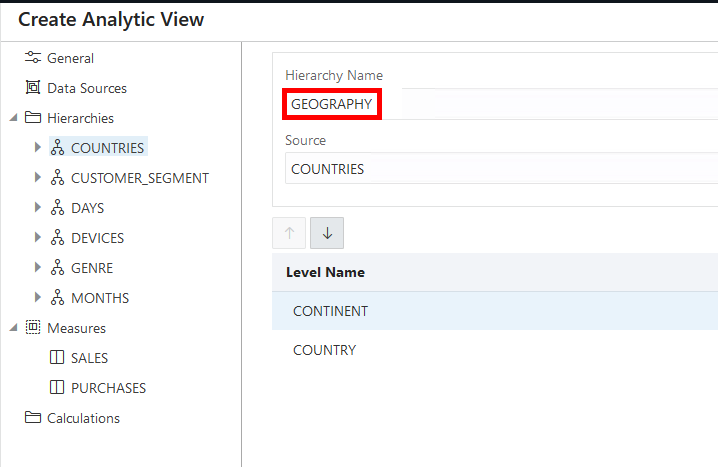 Create Analytic View
General
Data Sources
Hierarchies
COUNTRIES
CUSTOMER_SEGMENT
DAYS
DEVICES
GENRE
MONTHS
Measures
SALES
PURCHASES
Calculations
Hierarchy Name
GEOGRAPHY
Source
COUNTRIES
Level Name
CONTINENT
COUNTRY